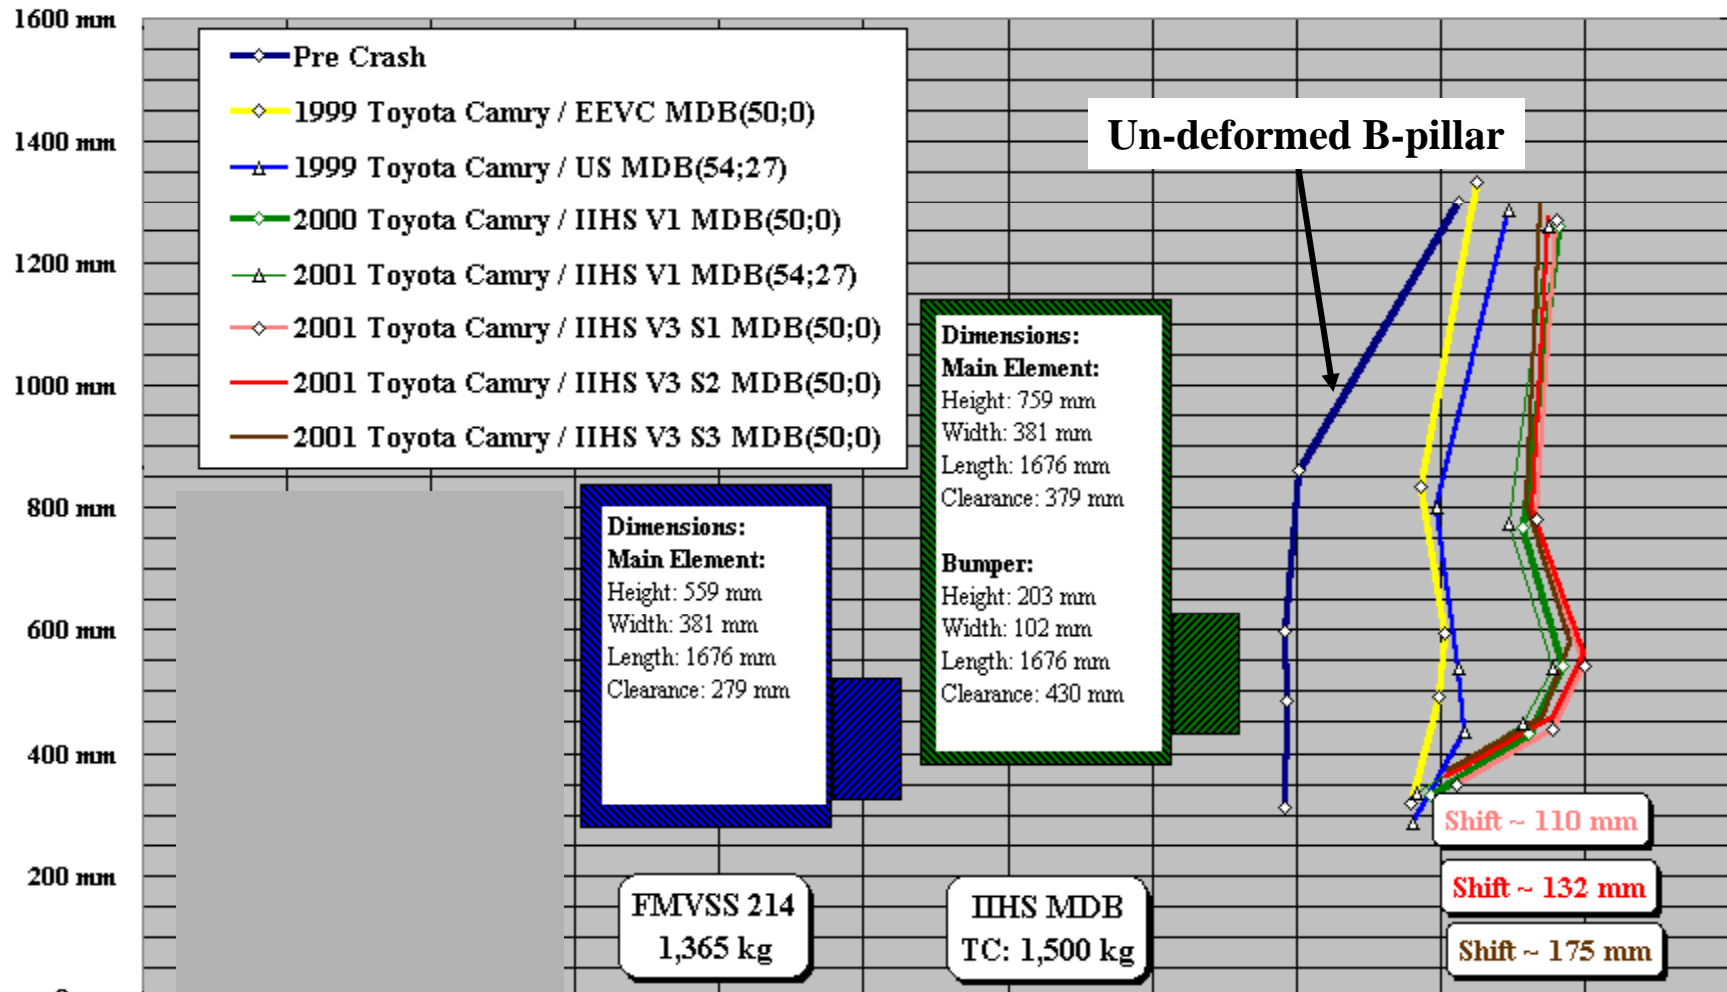 1600 mm
1400 mm
1200 mm
1000 mm
800 mm
600 mm
400 mm
200 mm
Pre Crash
1999 Toyota Camry / EEVC MDB(50;0)
1999 Toyota Camry / US MDB(54;27)
2000 Toyota Camry / IIHS V1 MDB(50;0)
2001 Toyota Camry / IIHS V1 MDB(54;27)
2001 Toyota Camry / IIHS V3 S1 MDB(50;0)
2001 Toyota Camry / IIHS V3 S2 MDB(50;0)
2001 Toyota Camry / IIHS V3 S3 MDB(50;0)
Un-deformed B-pillar
Dimensions:
Main Element:
Height: 559 mm
Width: 381 mm
Length: 1676 mm
Clearance: 279 mm
Dimensions:
Main Element:
Height: 759 mm
Width: 381 mm
Length: 1676 mm
Clearance: 379 mm
Bumper:
Height: 203 mm
Width: 102 mm
Length: 1676 mm
Clearance: 430 mm
FMVSS 214
1,365 kg
IIHS MDB
TC: 1,500 kg
Shift ~ 110 mm
Shift ~ 132 mm
Shift ~ 175 mm